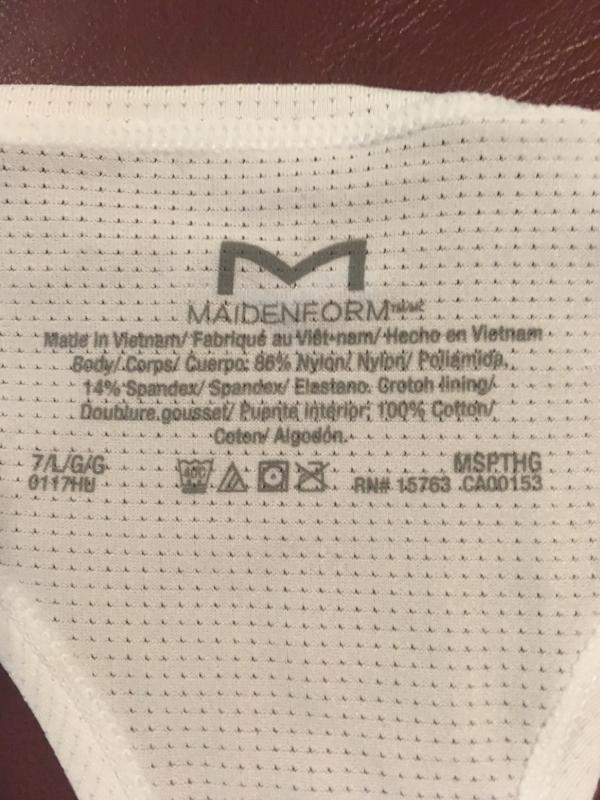 MAIDENFORM
Made in Vietnam/ Fabriqué au Viêt-nam/ Hecho en Vietnam
Body/ Corps/ Cuerpo: 86% Nylon/ Nylon/ Poliamida,
14% Spandex/ Spandex/ Elastano. Crotch lining/
Doublure gousset/ Puente interior: 100% Cotton/
Coton/ Algodón.
7/L/G/G MSPTHG
0117HU RN# 15763 CA00153
40C